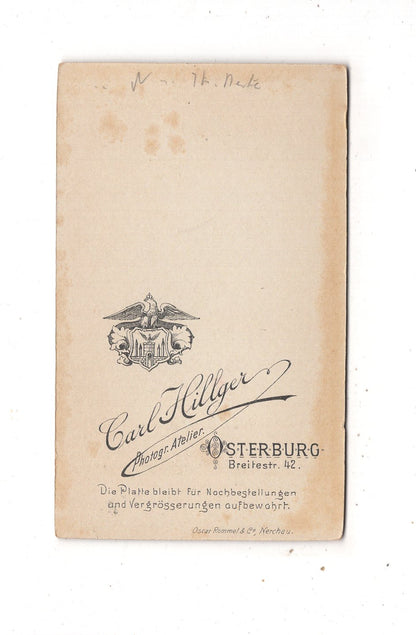 Carl Hillger
Photogr. Atelier.
OSTERBURG
Breitestr. 42.
Die Platte bleibt für Nachbestellungen
und Vergrösserungen aufbewahrt.
Oscar Rommel & Co, Nerchau.